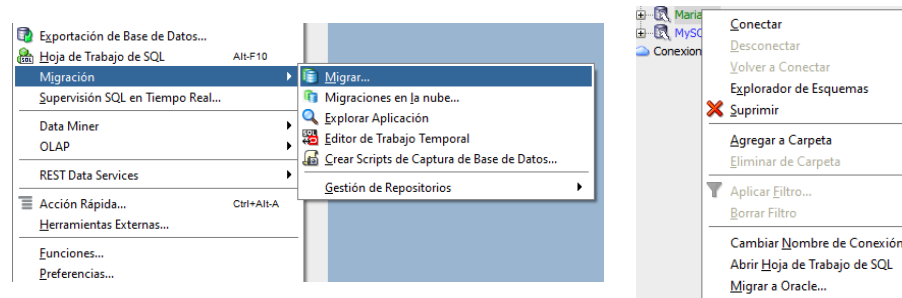 Exportación de Base de Datos...
Hoja de Trabajo de SQL Alt-F10
Migración
Supervisión SQL en Tiempo Real...
Data Miner
OLAP
REST Data Services
Acción Rápida... Ctrl+Alt-A
Herramientas Externas...
Funciones...
Preferencias...
Migrar...
Migraciones en la nube...
Explorar Aplicación
Editor de Trabajo Temporal
Crear Scripts de Captura de Base de Datos...
Gestión de Repositorios
Maria
MySQ
Conexion
Conectar
Desconectar
Volver a Conectar
Explorador de Esquemas
Suprimir
Agregar a Carpeta
Eliminar de Carpeta
Aplicar Filtro...
Borrar Filtro
Cambiar Nombre de Conexión
Abrir Hoja de Trabajo de SQL
Migrar a Oracle...